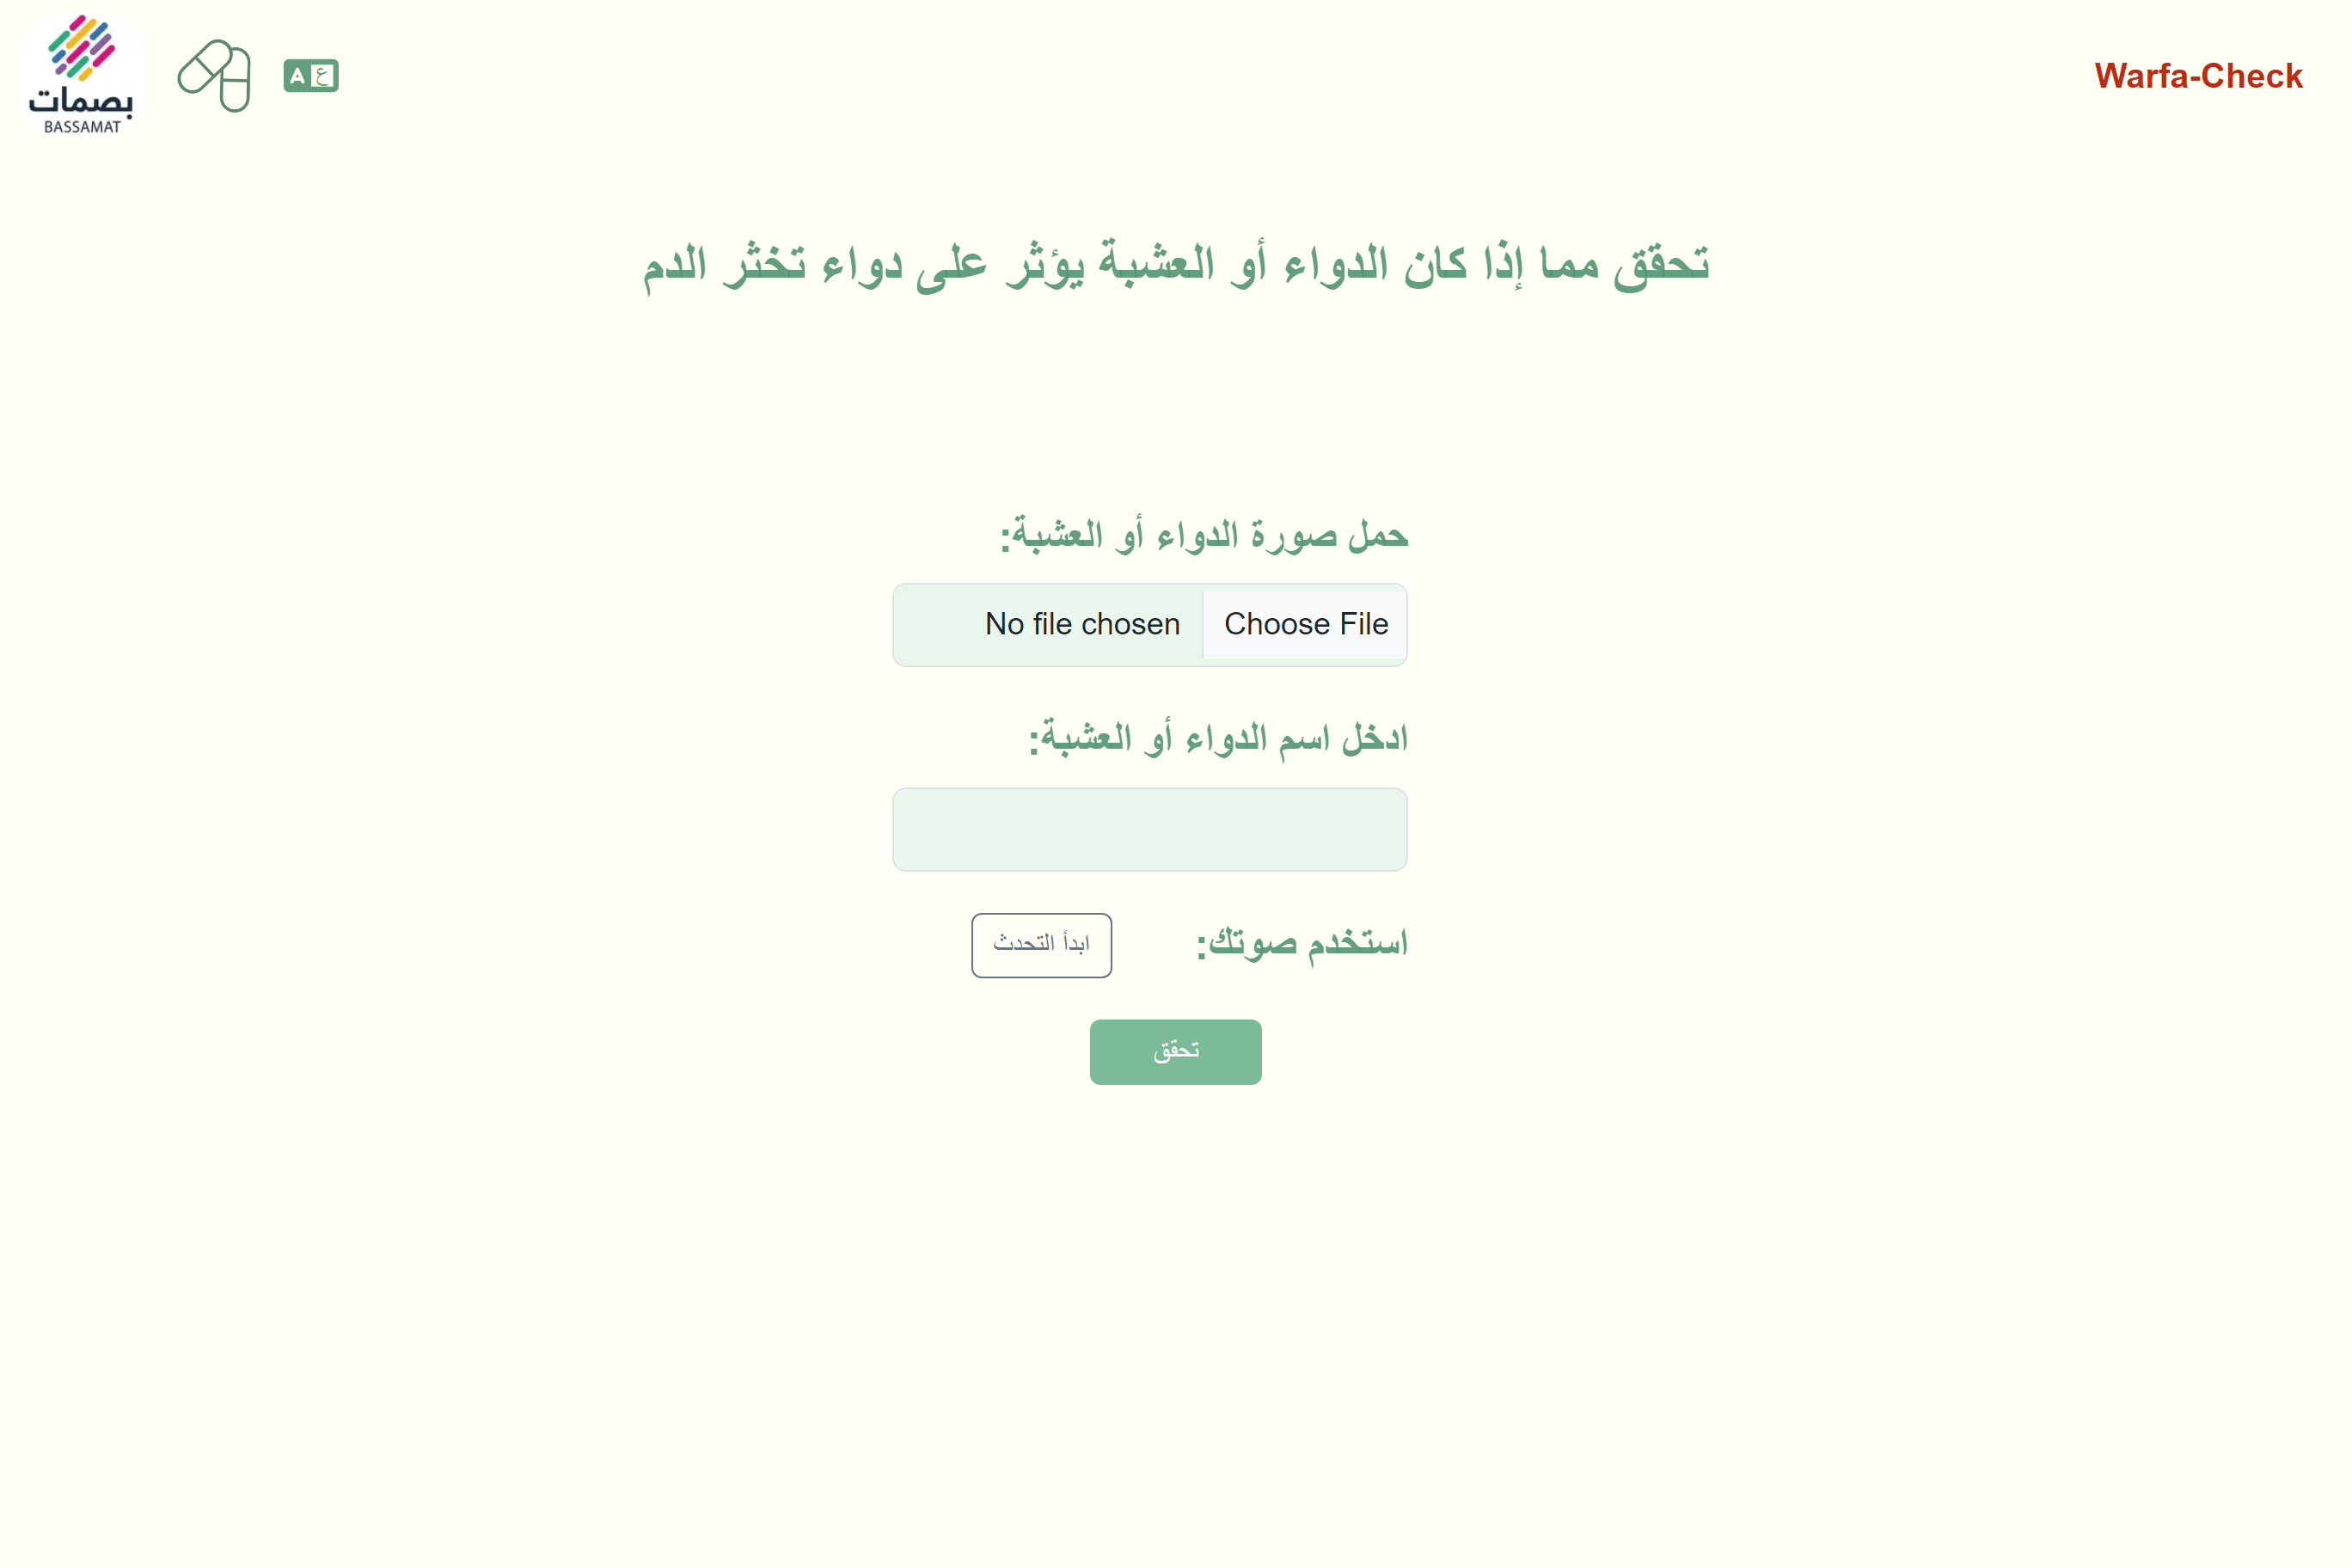 Warfa-Check
A ع
بصمات
BASSAMAT
تحقق مما إذا كان الدواء أو العشبة يؤثر على دواء تخثر الدم
حمل صورة الدواء أو العشبة:
Choose File No file chosen
ادخل اسم الدواء أو العشبة:
استخدم صوتك: ابدأ التحدث
تحقق